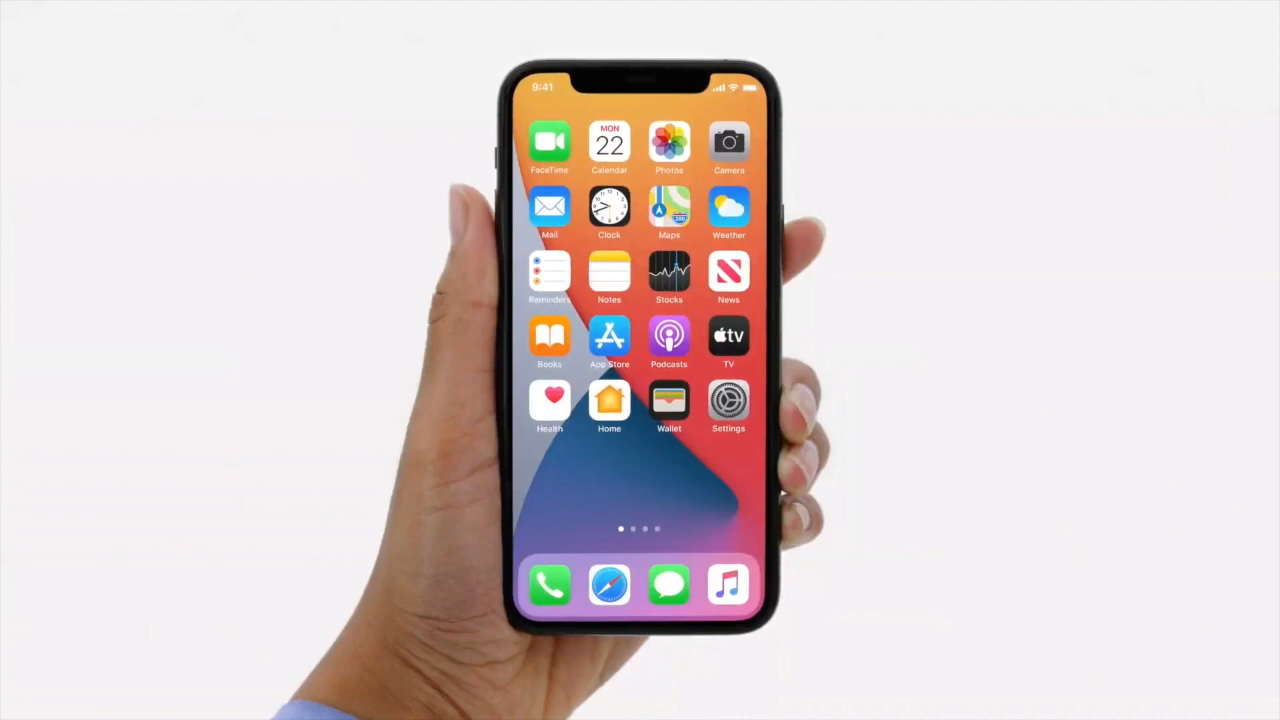 9:41
MON
22
FaceTime Calendar Photos Camera
Mail Clock Maps Weather
280
Reminders Notes Stocks News
tv
Books App Store Podcasts TV
Health Home Wallet Settings